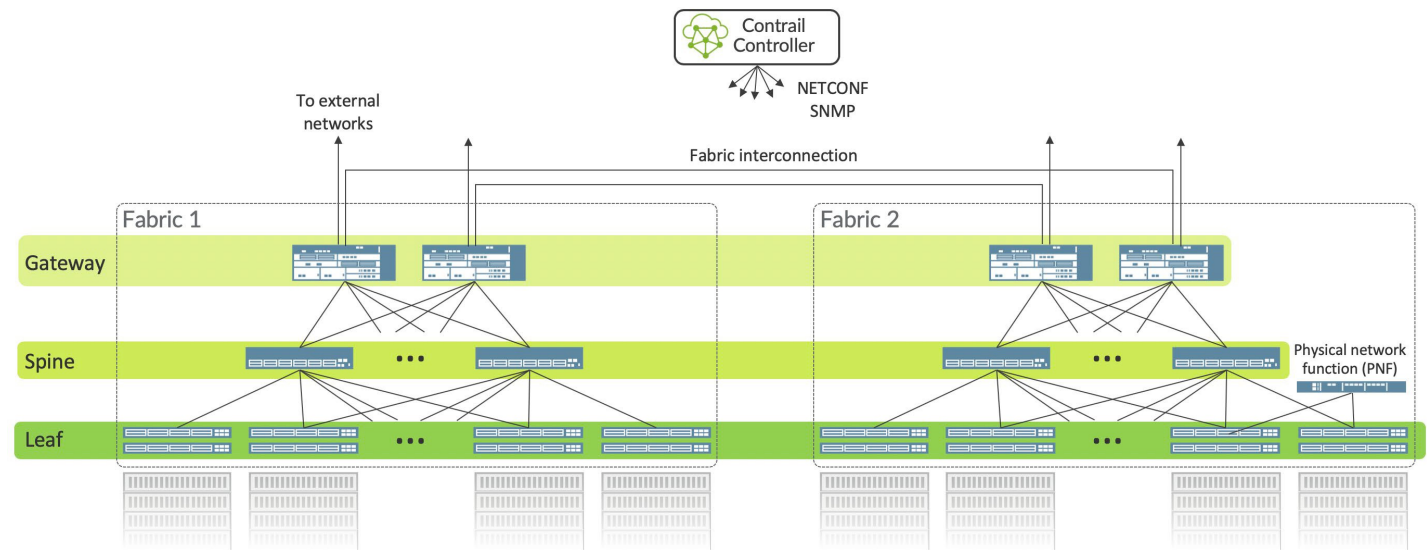 Contrail
Controller
NETCONF
SNMP
To external
networks
Fabric interconnection
Fabric 1
Fabric 2
Gateway
Spine
Physical network
function (PNF)
Leaf